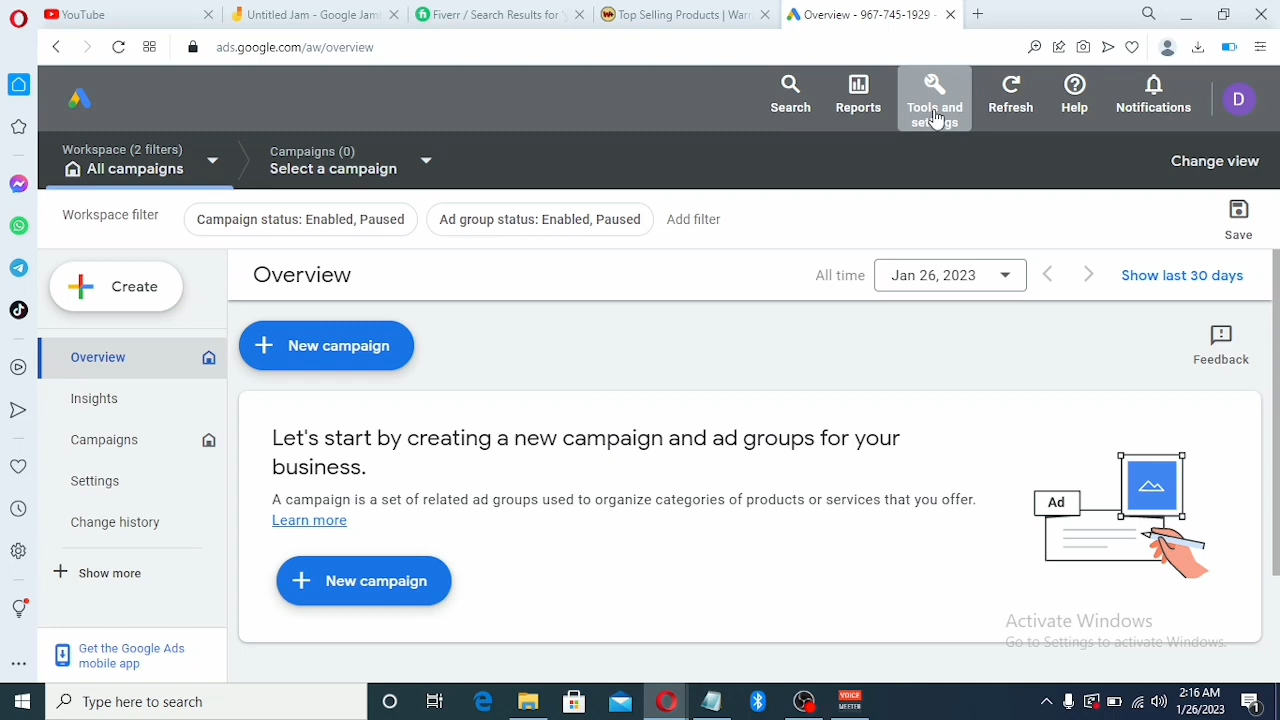 YouTube
Untitled Jam - Google Jam
Fiverr / Search Results for
Top Selling Products | Warr
Overview - 967-745-1929 -
ads.google.com/aw/overview
Search
Reports
Tools and
settings
Refresh
Help
Notifications
D
Workspace (2 filters)
All campaigns
Campaigns (0)
Select a campaign
Change view
Workspace filter
Campaign status: Enabled, Paused
Ad group status: Enabled, Paused
Add filter
Save
Create
Overview
All time
Jan 26, 2023
Show last 30 days
Overview
Insights
Campaigns
Settings
Change history
Show more
Get the Google Ads
mobile app
New campaign
Feedback
Let's start by creating a new campaign and ad groups for your
business.
A campaign is a set of related ad groups used to organize categories of products or services that you offer.
Learn more
New campaign
Ad
Activate Windows
Go to Settings to activate Windows.
Type here to search
VOICE
MEETER
2:16 AM
1/26/2023
1